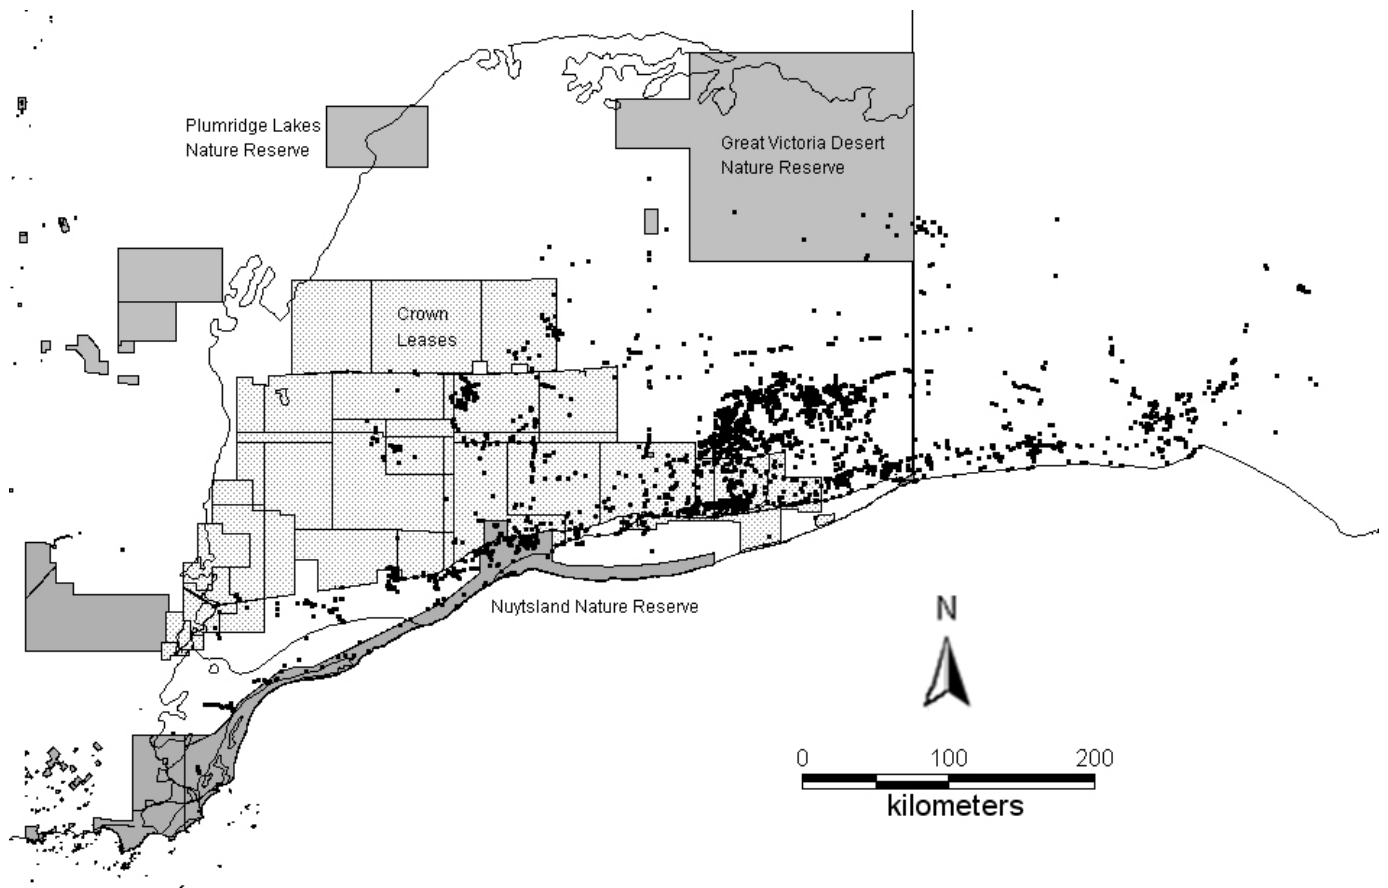 Plumridge Lakes
Nature Reserve
Great Victoria Desert
Nature Reserve
Crown
Leases
Nuytsland Nature Reserve
N
0 100 200
kilometers